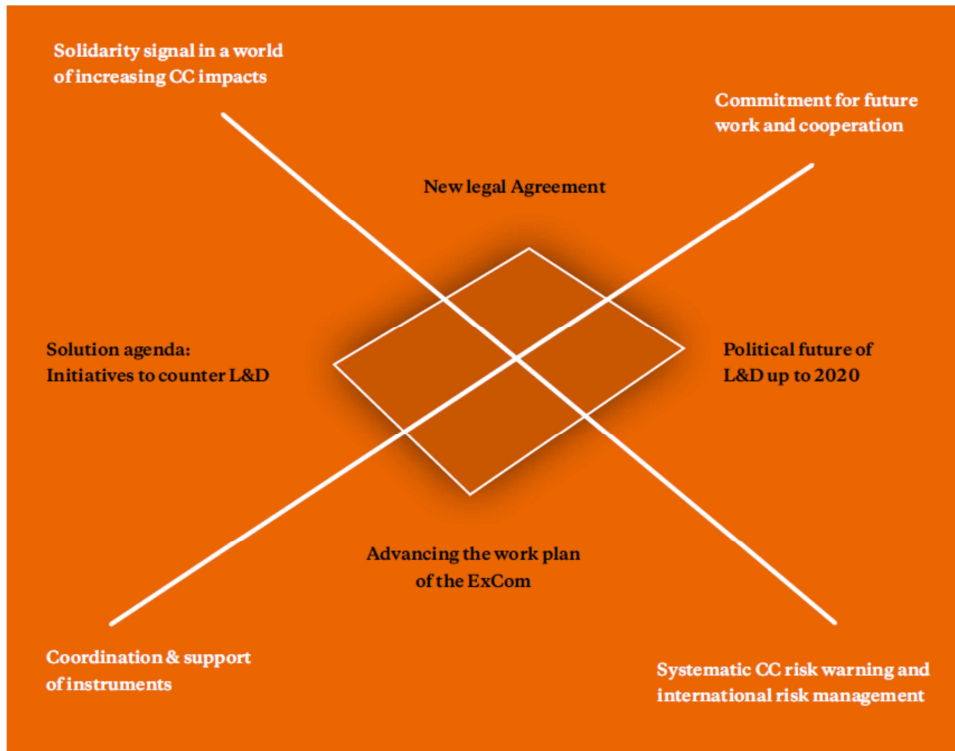 Solidarity signal in a world
of increasing CC impacts
Commitment for future
work and cooperation
New legal Agreement
Solution agenda:
Initiatives to counter L&D
Political future of
L&D up to 2020
Advancing the work plan
of the ExCom
Coordination & support
of instruments
Systematic CC risk warning and
international risk management